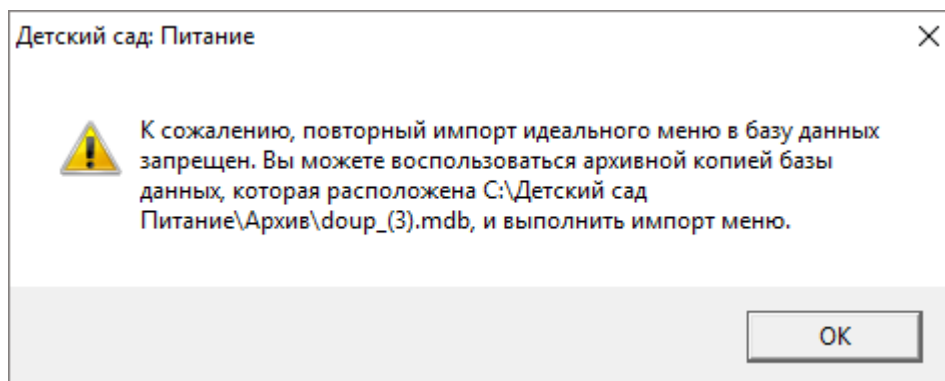 Детский сад: Питание
К сожалению, повторный импорт идеального меню в базу данных
запрещен. Вы можете воспользоваться архивной копией базы
данных, которая расположена C:\Детский сад
Питание\Архив\doup_(3).mdb, и выполнить импорт меню.
OK